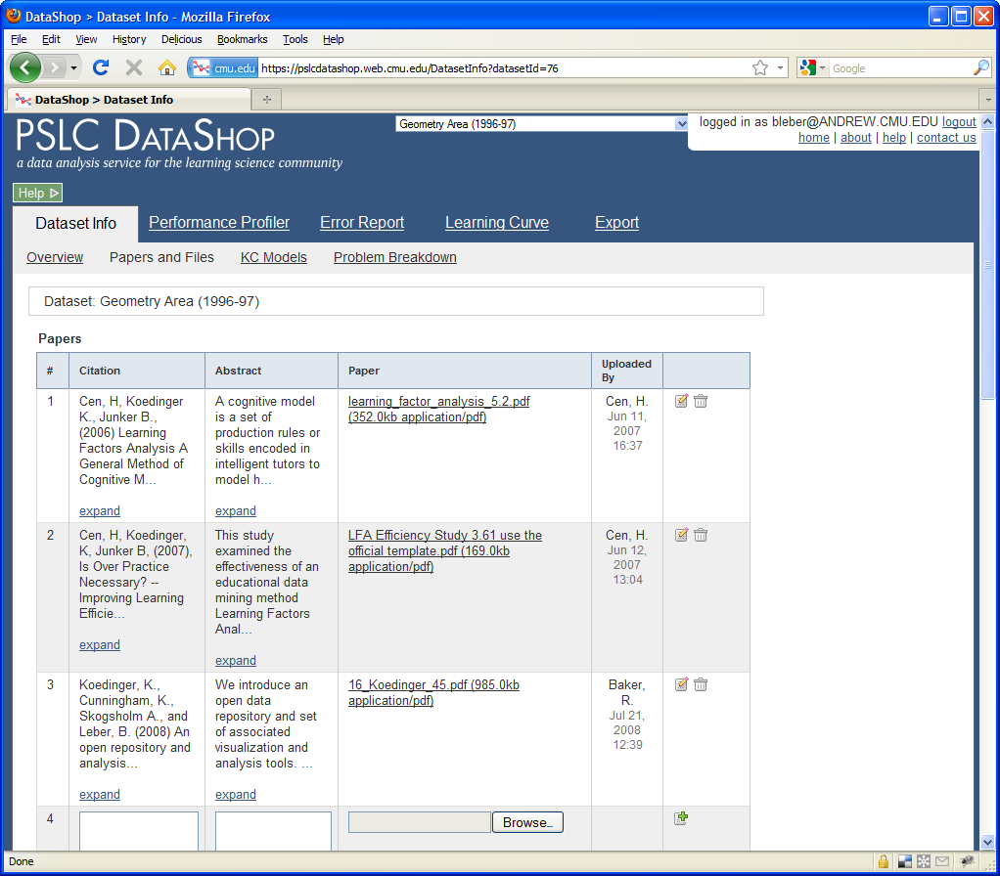 DataShop > Dataset Info - Mozilla Firefox
File Edit View History Delicious Bookmarks Tools Help
cmu.edu https://pslcdatashop.web.cmu.edu/DatasetInfo?datasetId=76 Google
DataShop > Dataset Info
PSLC DATASHOP
a data analysis service for the learning science community
Geometry Area (1996-97)
logged in as bleber@ANDREW.CMU.EDU logout
home | about | help | contact us
Help
Dataset Info Performance Profiler Error Report Learning Curve Export
Overview Papers and Files KC Models Problem Breakdown
Dataset: Geometry Area (1996-97)
Papers
# Citation Abstract Paper Uploaded
By
1
Cen, H, Koedinger
K., Junker B.,
(2006) Learning
Factors Analysis A
General Method of
Cognitive M...
expand
A cognitive model
is a set of
production rules or
skills encoded in
intelligent tutors to
model h...
expand
learning_factor_analysis_5.2.pdf
(352.0kb application/pdf)
Cen, H.
Jun 11,
2007
16:37
2
Cen, H, Koedinger,
K, Junker B, (2007),
Is Over Practice
Necessary? --
Improving Learning
Efficie...
expand
This study
examined the
effectiveness of an
educational data
mining method
Learning Factors
Anal...
expand
LFA Efficiency Study 3.61 use the
official template.pdf (169.0kb
application/pdf)
Cen, H.
Jun 12,
2007
13:04
3
Koedinger, K.,
Cunningham, K.,
Skogsholm A., and
Leber, B. (2008) An
open repository and
analysis...
expand
We introduce an
open data
repository and set
of associated
visualization and
analysis tools. ...
expand
16_Koedinger_45.pdf (985.0kb
application/pdf)
Baker,
R.
Jul 21,
2008
12:39
4
Browse...
Done